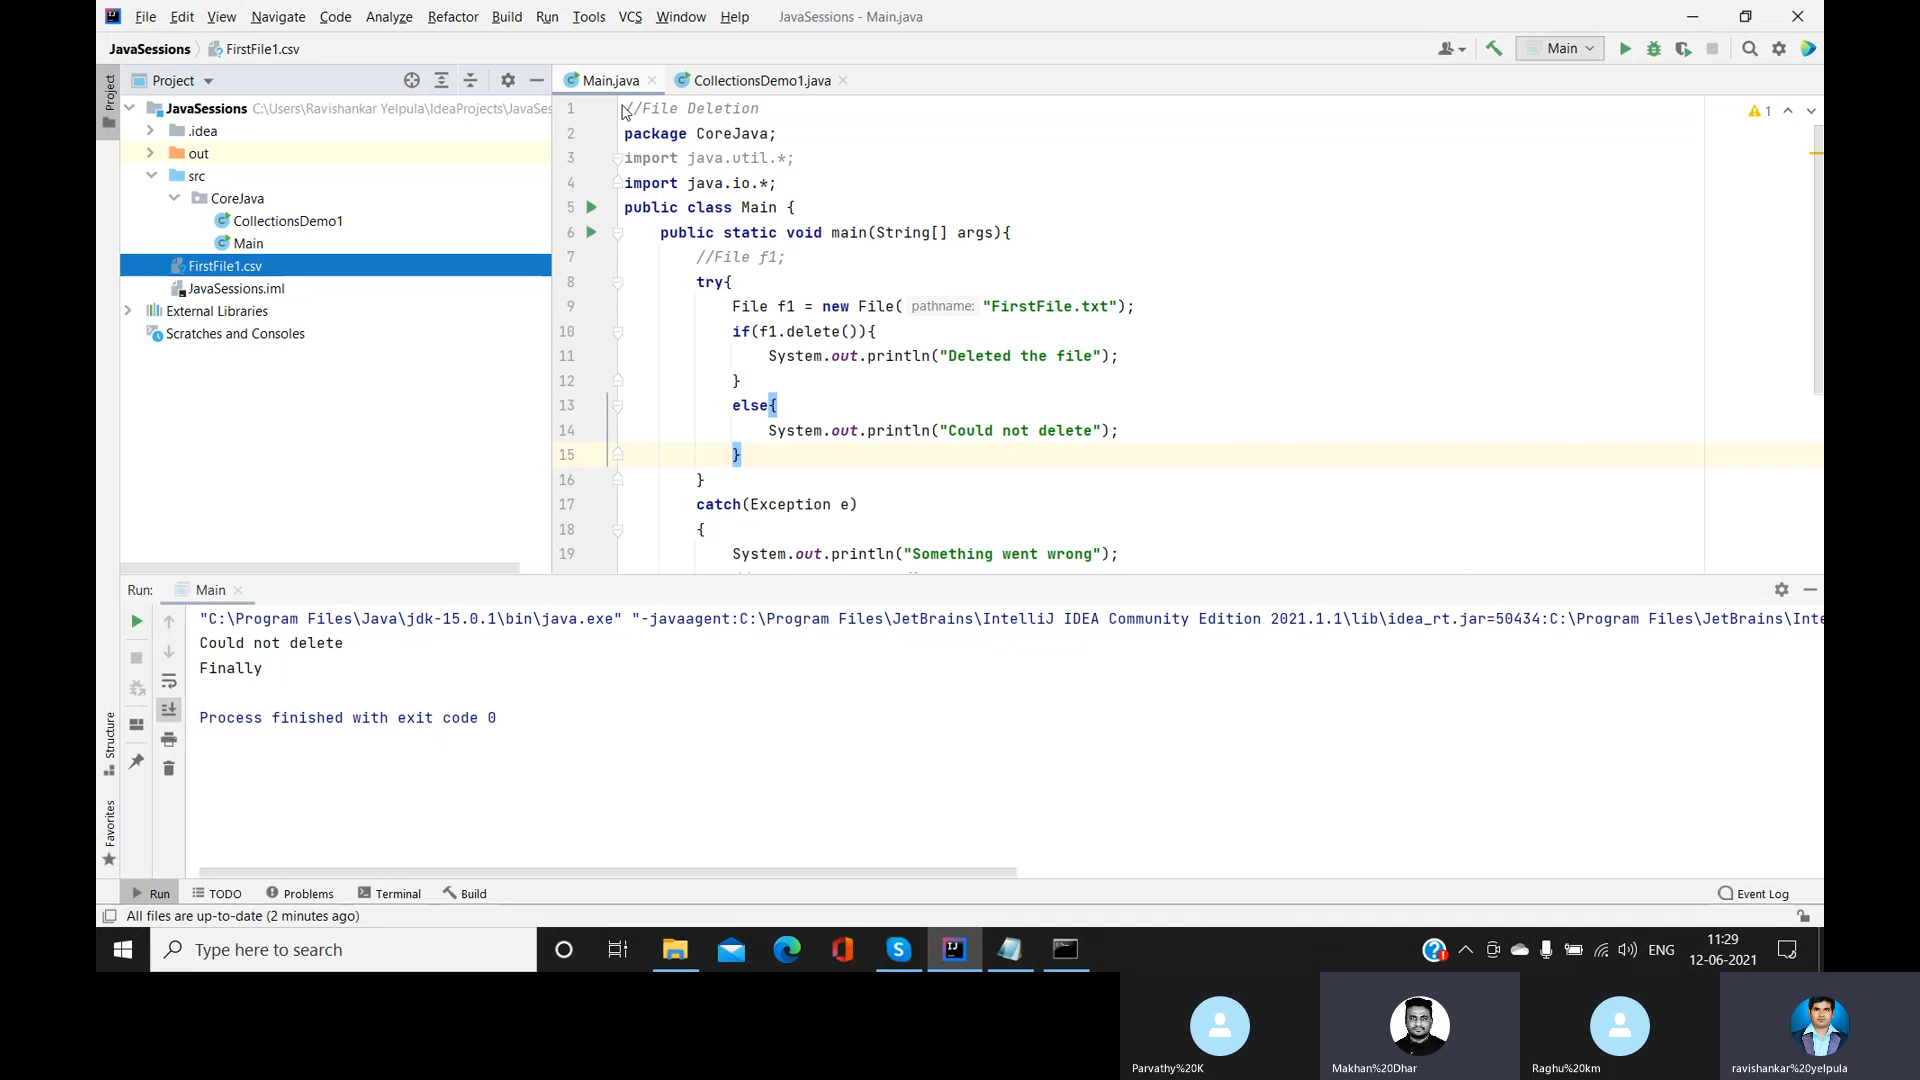 File Edit View Navigate Code Analyze Refactor Build Run Tools VCS Window Help JavaSessions - Main.java
JavaSessions FirstFile1.csv Main
Project Main.java CollectionsDemo1.java
Project
JavaSessions C:\Users\Ravishankar Yelpula\IdeaProjects\JavaSes
.idea
out
src
CoreJava
CollectionsDemo1
Main
FirstFile1.csv
JavaSessions.iml
External Libraries
Scratches and Consoles
1 //File Deletion
2 package CoreJava;
3 import java.util.*;
4 import java.io.*;
5 public class Main {
6 public static void main(String[] args){
7 //File f1;
8 try{
9 File f1 = new File( pathname: "FirstFile.txt");
10 if(f1.delete()){
11 System.out.println("Deleted the file");
12 }
13 else{
14 System.out.println("Could not delete");
15 }
16 }
17 catch(Exception e)
18 {
19 System.out.println("Something went wrong");
1
Run: Main
"C:\Program Files\Java\jdk-15.0.1\bin\java.exe" "-javaagent:C:\Program Files\JetBrains\IntelliJ IDEA Community Edition 2021.1.1\lib\idea_rt.jar=50434:C:\Program Files\JetBrains\Inte
Could not delete
Finally
Process finished with exit code 0
Structure
Favorites
Run TODO Problems Terminal Build Event Log
All files are up-to-date (2 minutes ago)
Type here to search
ENG
11:29
12-06-2021
Parvathy%20K
Makhan%20Dhar
Raghu%20km
ravishankar%20yelpula